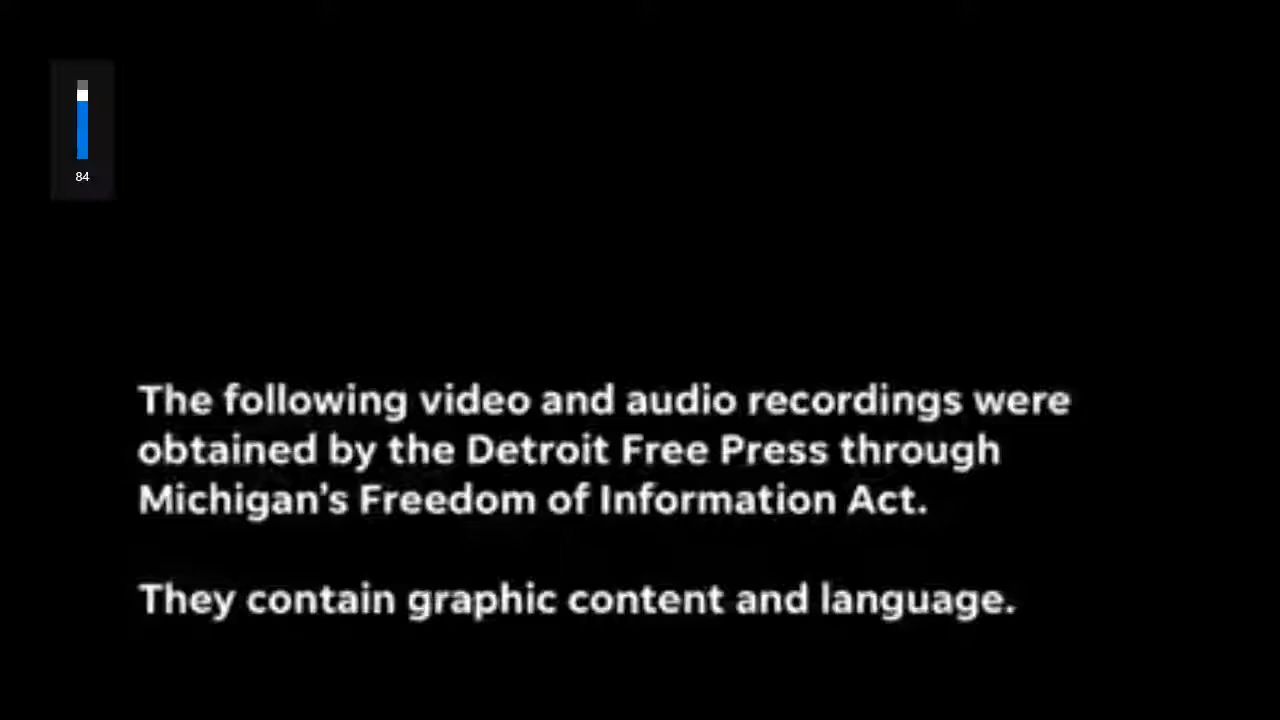 84
The following video and audio recordings were
obtained by the Detroit Free Press through
Michigan's Freedom of Information Act.
They contain graphic content and language.